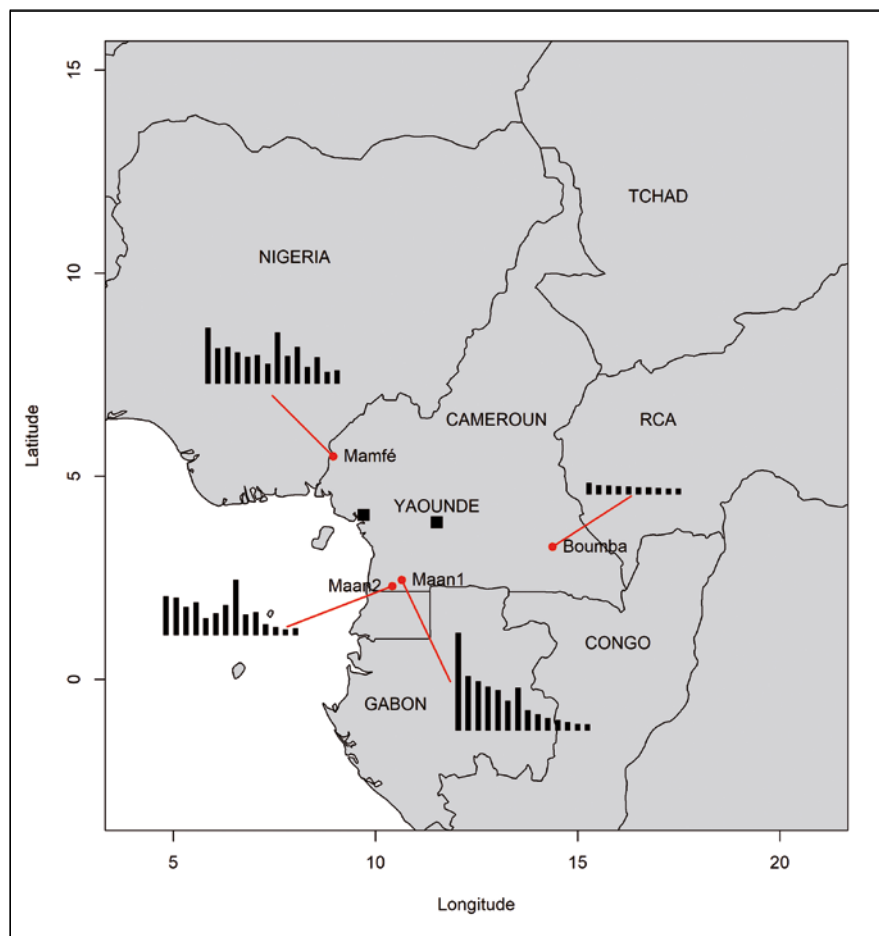 15
TCHAD
NIGERIA
10
CAMEROUN
RCA
Mamfé
5
YAOUNDE
Boumba
Maan2
Maan1
CONGO
0
GABON
Latitude
5
10
15
20
Longitude